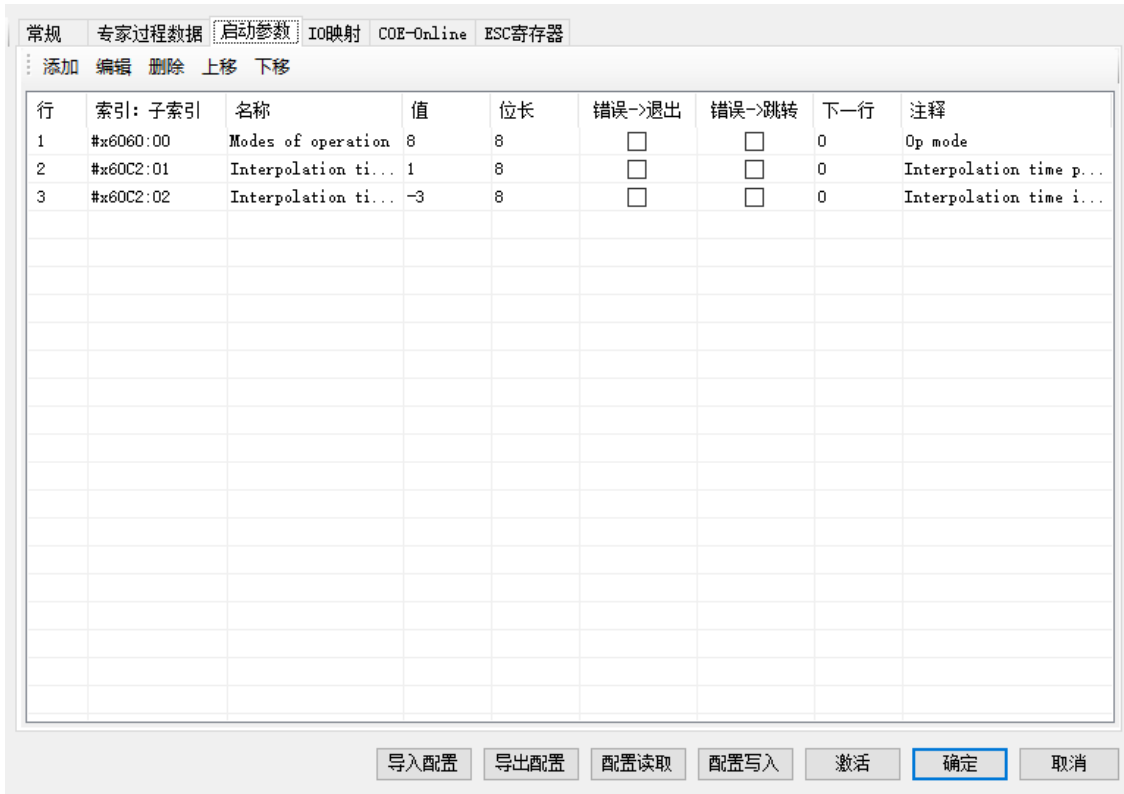 常规 专家过程数据 启动参数 IO映射 COE-Online ESC寄存器
添加 编辑 删除 上移 下移
行 索引: 子索引 名称 值 位长 错误->退出 错误->跳转 下一行 注释
1 #x6060:00 Modes of operation 8 8 0 Op mode
2 #x60C2:01 Interpolation ti... 1 8 0 Interpolation time p...
3 #x60C2:02 Interpolation ti... -3 8 0 Interpolation time i...
导入配置 导出配置 配置读取 配置写入 激活 确定 取消